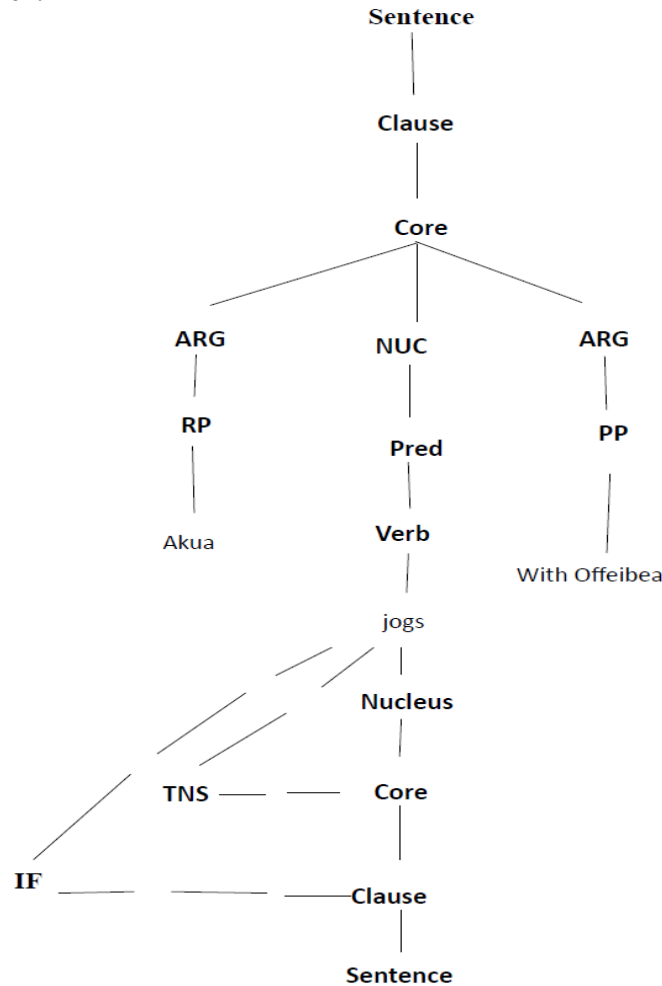 Sentence
Clause
Core
ARG NUC ARG
RP PP
Pred
Verb
Akua
With Offeibea
jogs
Nucleus
TNS Core
IF
Clause
Sentence